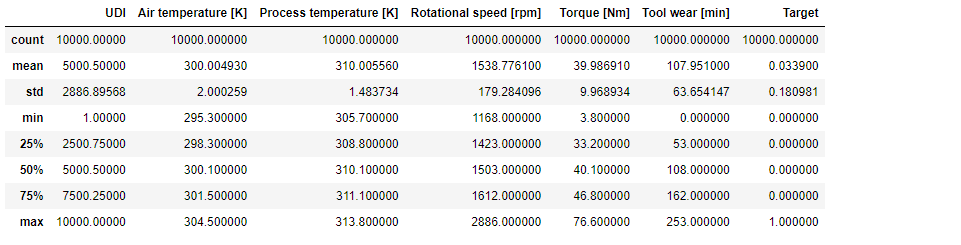 UDI Air temperature [K] Process temperature [K] Rotational speed [rpm] Torque [Nm] Tool wear [min] Target
count 10000.00000 10000.000000 10000.000000 10000.000000 10000.000000 10000.000000 10000.000000
mean 5000.50000 300.004930 310.005560 1538.776100 39.986910 107.951000 0.033900
std 2886.89568 2.000259 1.483734 179.284096 9.968934 63.654147 0.180981
min 1.00000 295.300000 305.700000 1168.000000 3.800000 0.000000 0.000000
25% 2500.75000 298.300000 308.800000 1423.000000 33.200000 53.000000 0.000000
50% 5000.50000 300.100000 310.100000 1503.000000 40.100000 108.000000 0.000000
75% 7500.25000 301.500000 311.100000 1612.000000 46.800000 162.000000 0.000000
max 10000.00000 304.500000 313.800000 2886.000000 76.600000 253.000000 1.000000